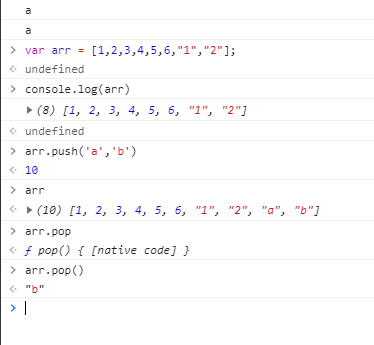 a
a
> var arr = [1,2,3,4,5,6,"1","2"];
<· undefined
> console.log(arr)
▶(8) [1, 2, 3, 4, 5, 6, "1", "2"]
<· undefined
> arr.push('a','b')
<· 10
> arr
<· ▶(10) [1, 2, 3, 4, 5, 6, "1", "2", "a", "b"]
> arr.pop
<· ƒ pop() { [native code] }
> arr.pop()
<· "b"
>